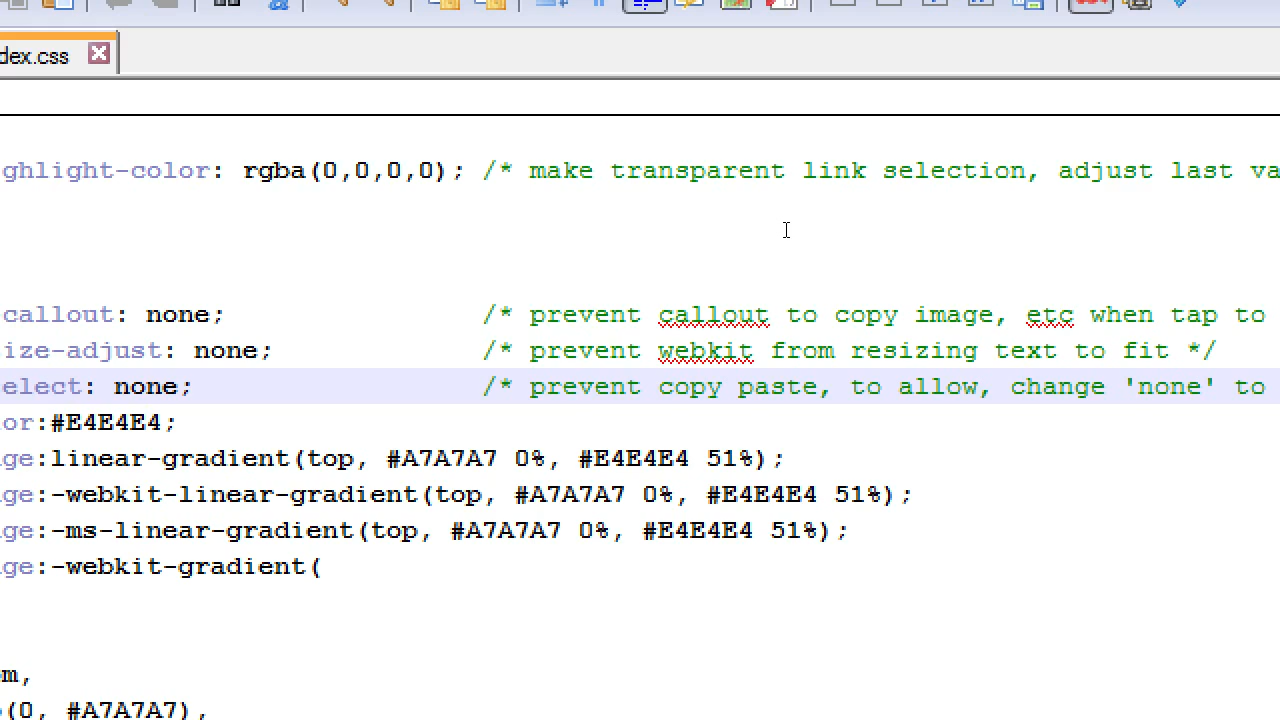 dex.css
ghlight-color: rgba(0,0,0,0); /* make transparent link selection, adjust last va
callout: none; /* prevent callout to copy image, etc when tap to
ize-adjust: none; /* prevent webkit from resizing text to fit */
elect: none; /* prevent copy paste, to allow, change 'none' to
or:#E4E4E4;
ge:linear-gradient(top, #A7A7A7 0%, #E4E4E4 51%);
ge:-webkit-linear-gradient(top, #A7A7A7 0%, #E4E4E4 51%);
ge:-ms-linear-gradient(top, #A7A7A7 0%, #E4E4E4 51%);
ge:-webkit-gradient(
m,
(0, #A7A7A7),